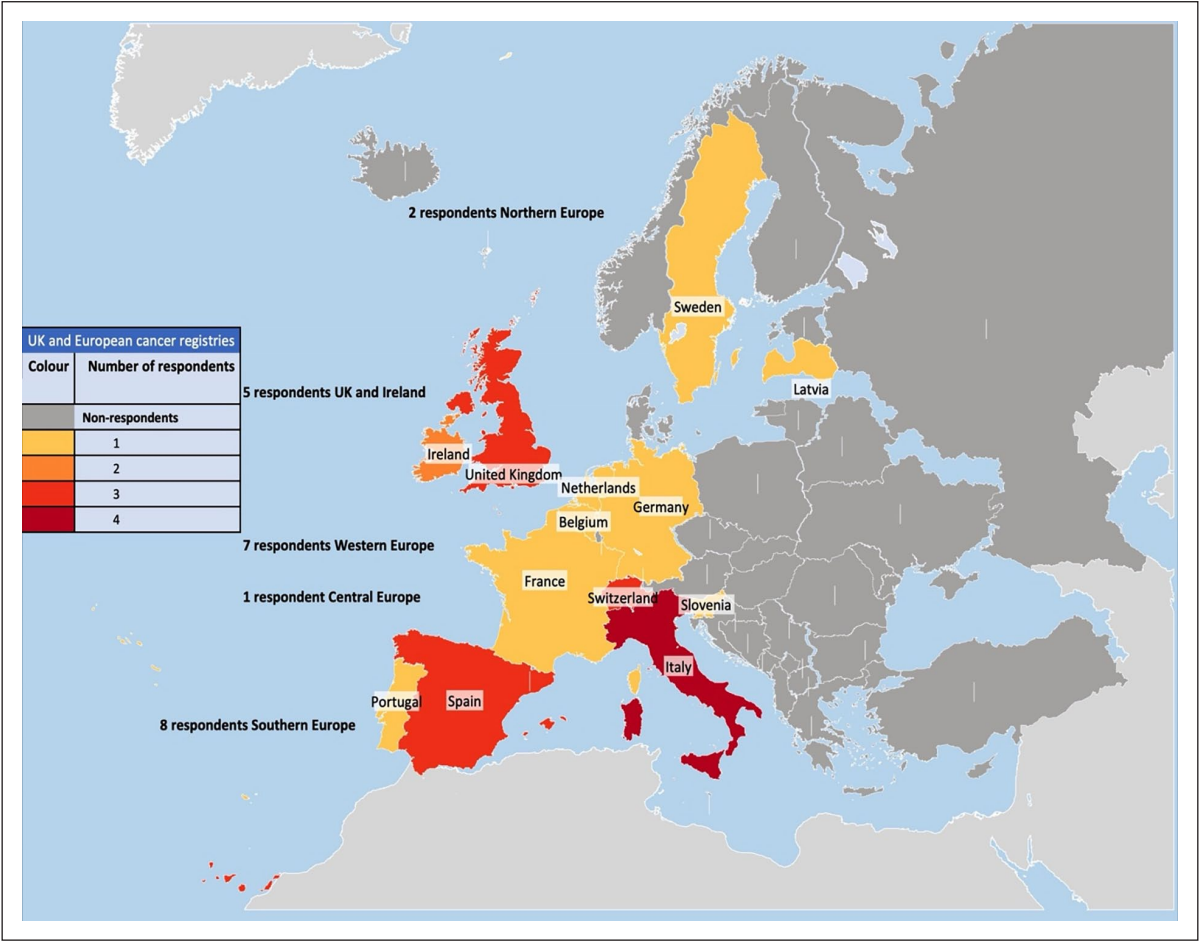 2 respondents Northern Europe
Sweden
UK and European cancer registries
Colour Number of respondents
Non-respondents
1
2
3
4
5 respondents UK and Ireland
Latvia
Ireland
United Kingdom
Netherlands
Germany
Belgium
7 respondents Western Europe
France
1 respondent Central Europe
Switzerland
Slovenia
Italy
Portugal
Spain
8 respondents Southern Europe